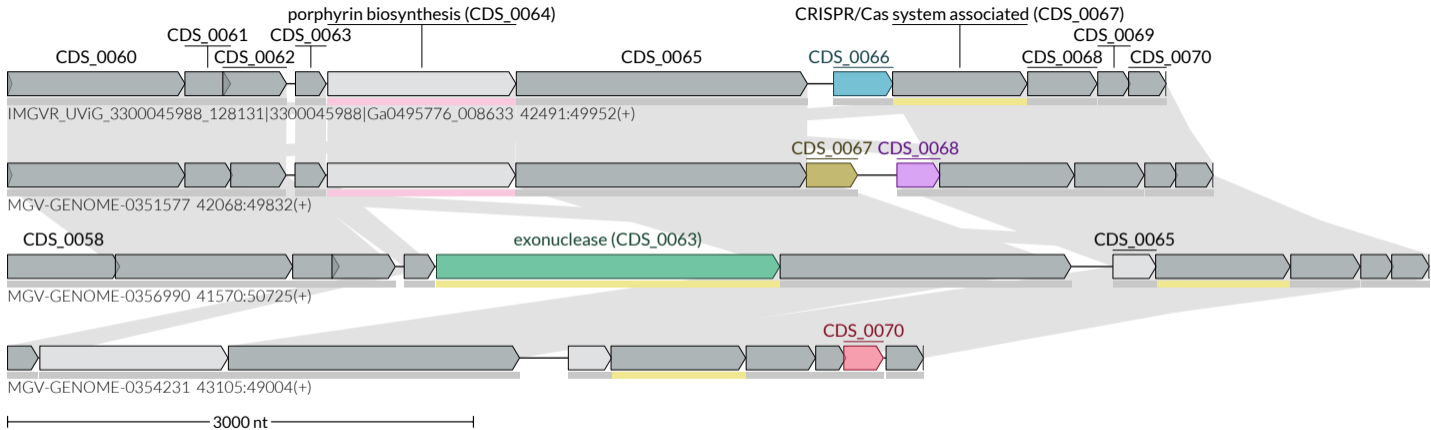 porphyrin biosynthesis (CDS_0064) CRISPR/Cas system associated (CDS_0067)
CDS_0061 CDS_0063 CDS_0069
CDS_0060 CDS_0062 CDS_0065 CDS_0066 CDS_0068 CDS_0070
IMGVR_UViG_3300045988_128131|3300045988|Ga0495776_008633 42491:49952(+)
CDS_0067 CDS_0068
MGV-GENOME-0351577 42068:49832(+)
CDS_0058 exonuclease (CDS_0063) CDS_0065
MGV-GENOME-0356990 41570:50725(+)
CDS_0070
MGV-GENOME-0354231 43105:49004(+)
3000 nt